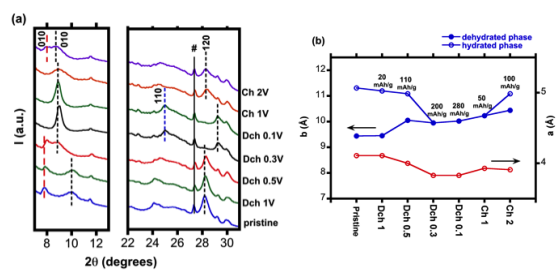 (a)
010
010
#
120
110
Ch 2V
Ch 1V
Dch 0.1V
Dch 0.3V
Dch 0.5V
Dch 1V
pristine
I (a.u.)
8 10 12
22 24 26 28 30
2θ (degrees)
(b)
dehydrated phase
hydrated phase
20 mAh/g
110 mAh/g
200 mAh/g
280 mAh/g
50 mAh/g
100 mAh/g
12
11
10
9
8
7
b (Å)
5
4
a (Å)
Pristine
Dch 1
Dch 0.5
Dch 0.3
Dch 0.1
Ch 1
Ch 2